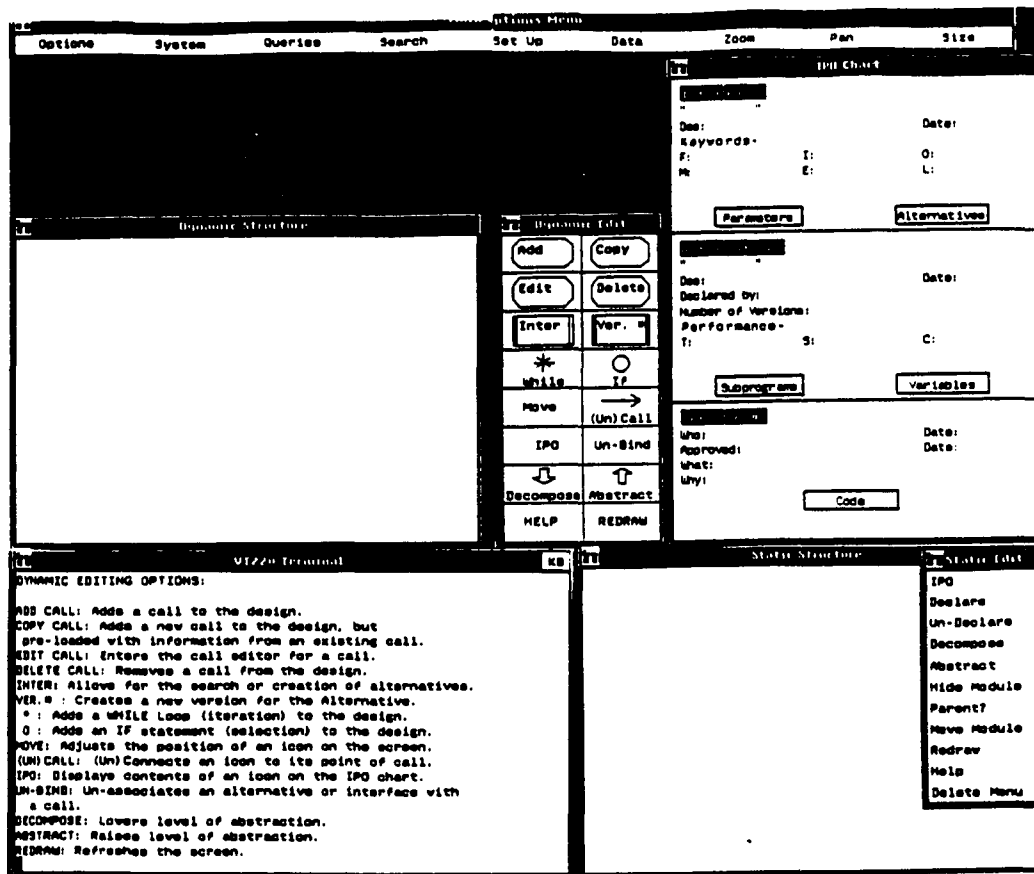 Options Menu
Options System Queries Search Set Up Data Zoom Pan Size
IPO Chart
" "
Des: Date:
Keywords-
F: I: O:
M: E: L:
Parameters Alternatives
" "
Des: Date:
Declared by:
Number of Versions:
Performance-
T: S: C:
Subprograms Variables
Who: Date:
Approved: Date:
What:
Why:
Code
Dynamic Structure
Dynamic Edit
Add Copy
Edit Delete
Inter Ver. #
While If
Move (Un)Call
IPO Un-Bind
Decompose Abstract
HELP REDRAW
VT220 Terminal KB
DYNAMIC EDITING OPTIONS:
ADD CALL: Adds a call to the design.
COPY CALL: Adds a new call to the design, but
pre-loaded with information from an existing call.
EDIT CALL: Enters the call editor for a call.
DELETE CALL: Removes a call from the design.
INTER: Allows for the search or creation of alternatives.
VER.# : Creates a new version for the Alternative.
* : Adds a WHILE Loop (iteration) to the design.
O : Adds an IF statement (selection) to the design.
MOVE: Adjusts the position of an icon on the screen.
(UN)CALL: (Un)Connects an icon to its point of call.
IPO: Displays contents of an icon on the IPO chart.
UN-BIND: Un-associates an alternative or interface with
a call.
DECOMPOSE: Lowers level of abstraction.
ABSTRACT: Raises level of abstraction.
REDRAW: Refreshes the screen.
Static Structure
Static Edit
IPO
Declare
Un-Declare
Decompose
Abstract
Hide Module
Parent?
Move Module
Redraw
Help
Delete Menu